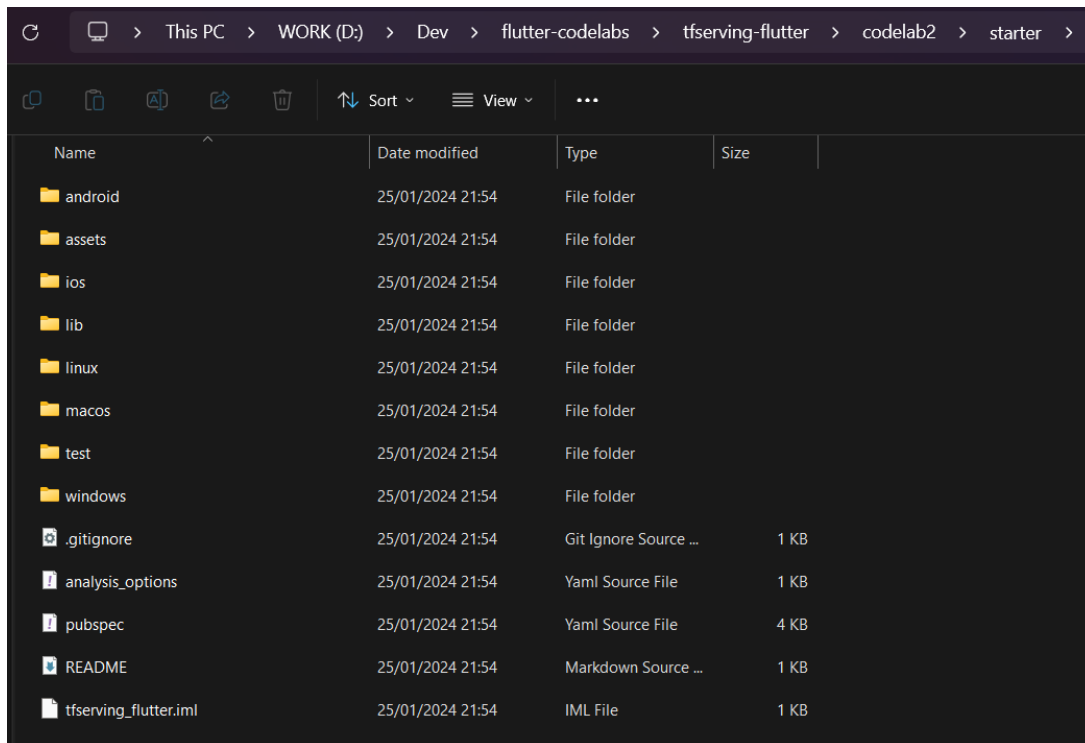 This PC > WORK (D:) > Dev > flutter-codelabs > tfserving-flutter > codelab2 > starter >
Sort View •••
Name Date modified Type Size
android 25/01/2024 21:54 File folder
assets 25/01/2024 21:54 File folder
ios 25/01/2024 21:54 File folder
lib 25/01/2024 21:54 File folder
linux 25/01/2024 21:54 File folder
macos 25/01/2024 21:54 File folder
test 25/01/2024 21:54 File folder
windows 25/01/2024 21:54 File folder
.gitignore 25/01/2024 21:54 Git Ignore Source ... 1 KB
analysis_options 25/01/2024 21:54 Yaml Source File 1 KB
pubspec 25/01/2024 21:54 Yaml Source File 4 KB
README 25/01/2024 21:54 Markdown Source ... 1 KB
tfserving_flutter.iml 25/01/2024 21:54 IML File 1 KB